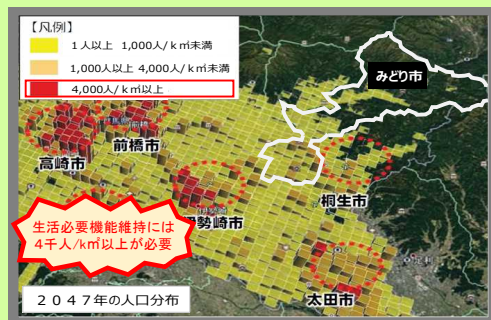 【凡例】
1人以上 1,000人/k㎡未満
1,000人以上 4,000人/k㎡未満
4,000人/k㎡以上
みどり市
前橋
前橋市
高崎市
桐生市
伊勢崎市
生活必要機能維持には
4千人/k㎡以上が必要
太田市
2047年の人口分布